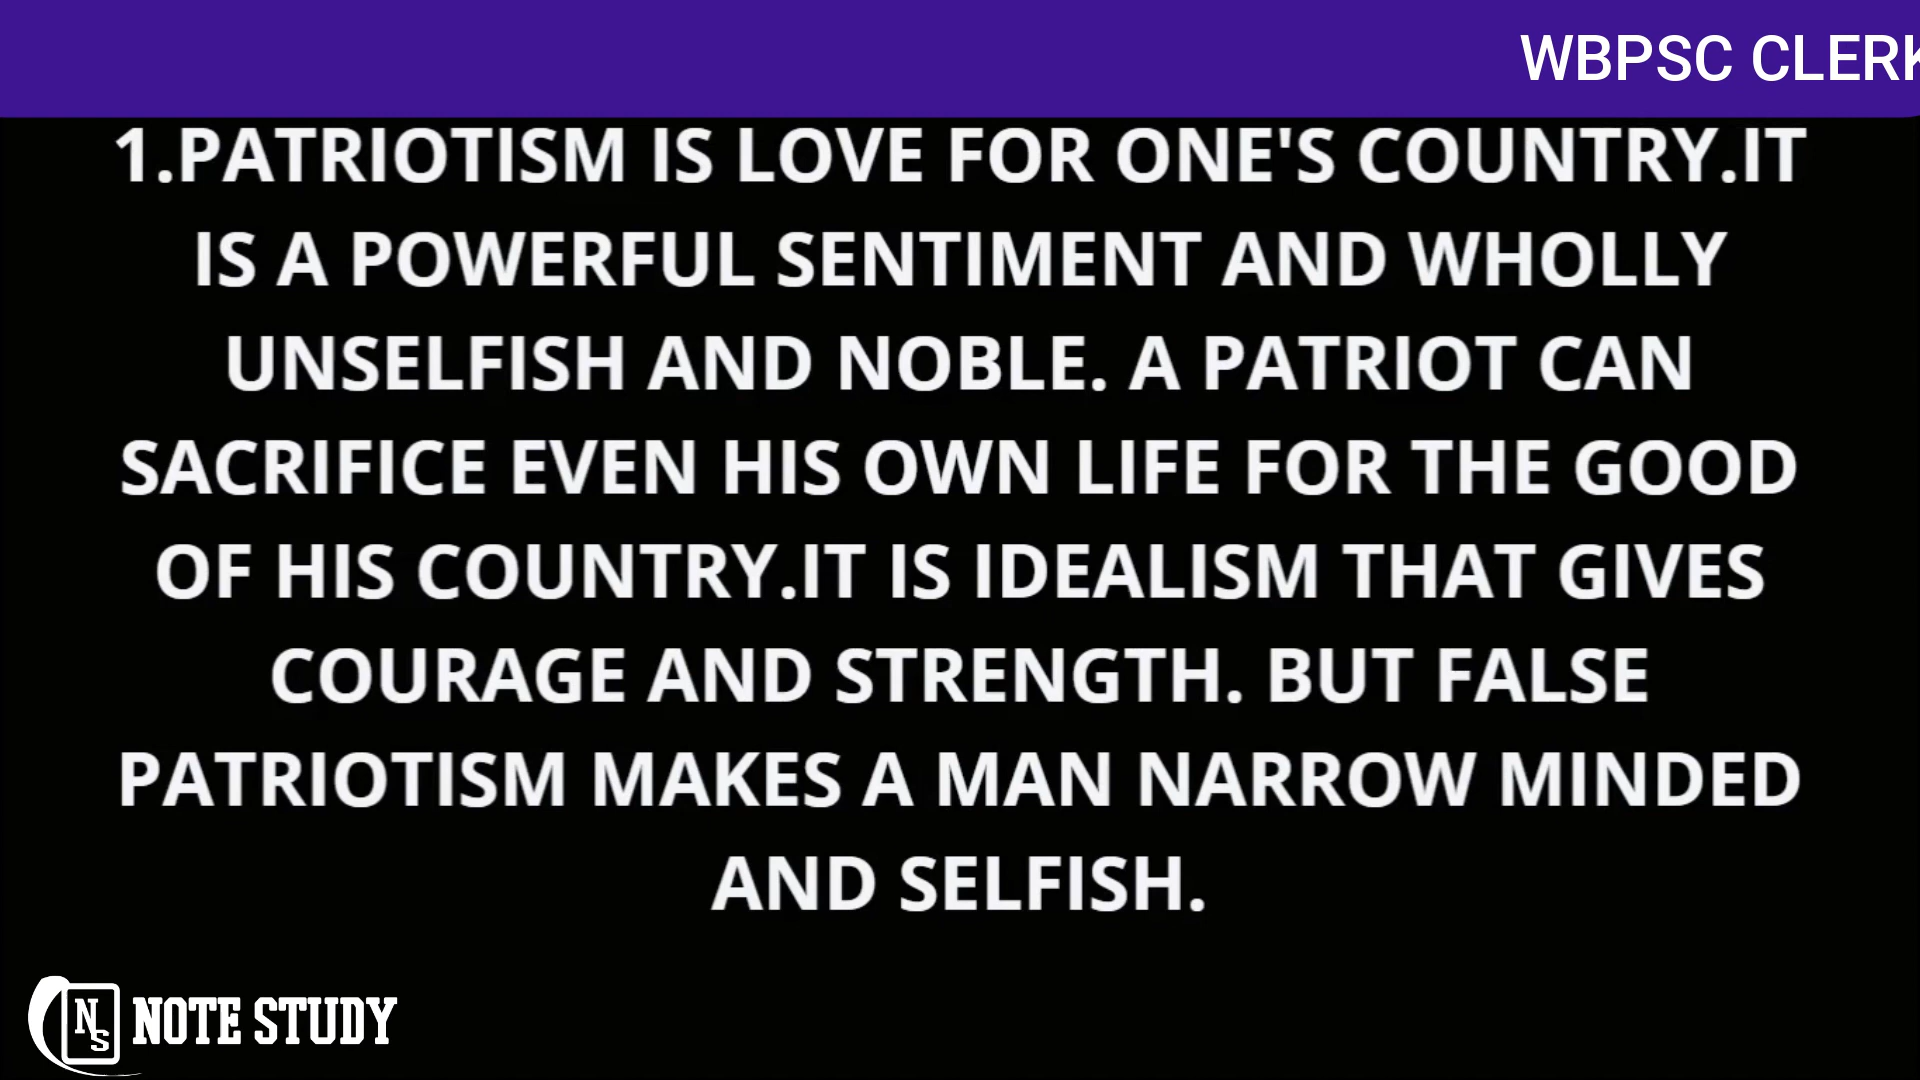 WBPSC CLERK
1.PATRIOTISM IS LOVE FOR ONE'S COUNTRY.IT
IS A POWERFUL SENTIMENT AND WHOLLY
UNSELFISH AND NOBLE. A PATRIOT CAN
SACRIFICE EVEN HIS OWN LIFE FOR THE GOOD
OF HIS COUNTRY.IT IS IDEALISM THAT GIVES
COURAGE AND STRENGTH. BUT FALSE
PATRIOTISM MAKES A MAN NARROW MINDED
AND SELFISH.
NS NOTE STUDY